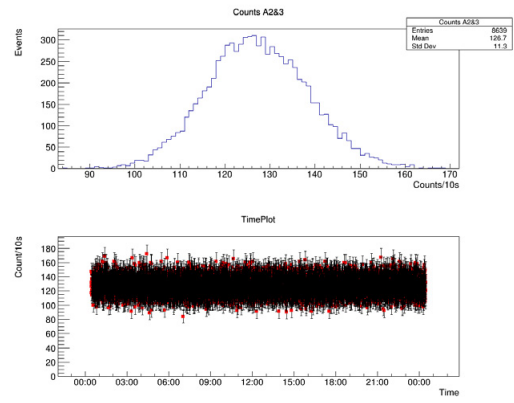 Counts A2&3
Counts A2&3
Entries 8639
Mean 126.7
Std Dev 11.3
Events
300
250
200
150
100
50
0
90 100 110 120 130 140 150 160 170
Counts/10s
TimePlot
Count/10s
180
160
140
120
100
80
60
40
20
0
00:00 03:00 06:00 09:00 12:00 15:00 18:00 21:00 00:00
Time